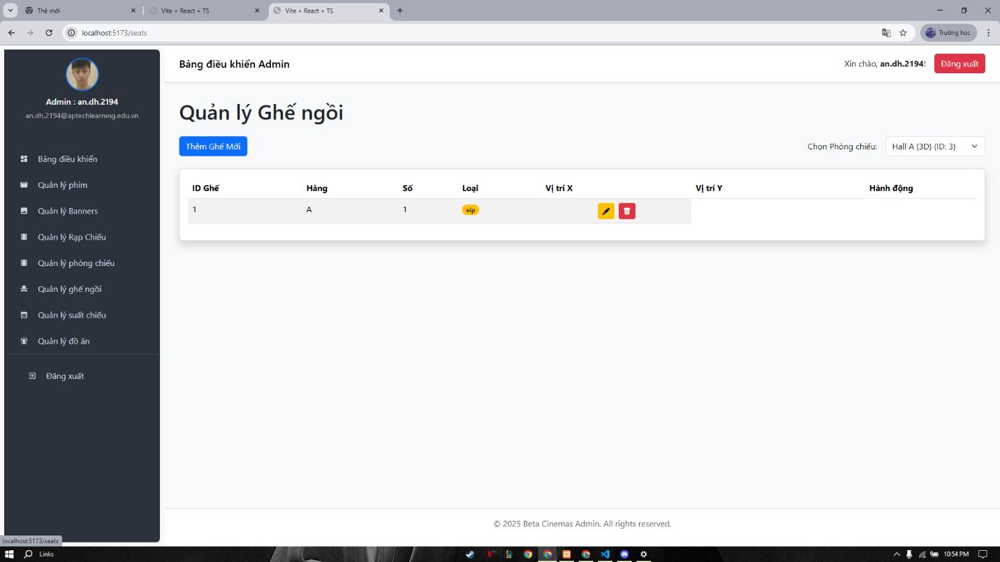 Thẻ mới
Vite + React + TS
Vite + React + TS
localhost:5173/seats
Trường học
Admin : an.dh.2194
an.dh.2194@aptechlearning.edu.vn
Bảng điều khiển
Quản lý phim
Quản lý Banners
Quản lý Rạp Chiếu
Quản lý phòng chiếu
Quản lý ghế ngồi
Quản lý suất chiếu
Quản lý đồ ăn
Đăng xuất
Bảng điều khiển Admin
Xin chào, an.dh.2194!
Đăng xuất
Quản lý Ghế ngồi
Thêm Ghế Mới
Chọn Phòng chiếu:
Hall A (3D) (ID: 3)
ID Ghế Hàng Số Loại Vị trí X Vị trí Y Hành động
1 A 1 vip
© 2025 Beta Cinemas Admin. All rights reserved.
localhost:5173/seats
Links
10:54 PM